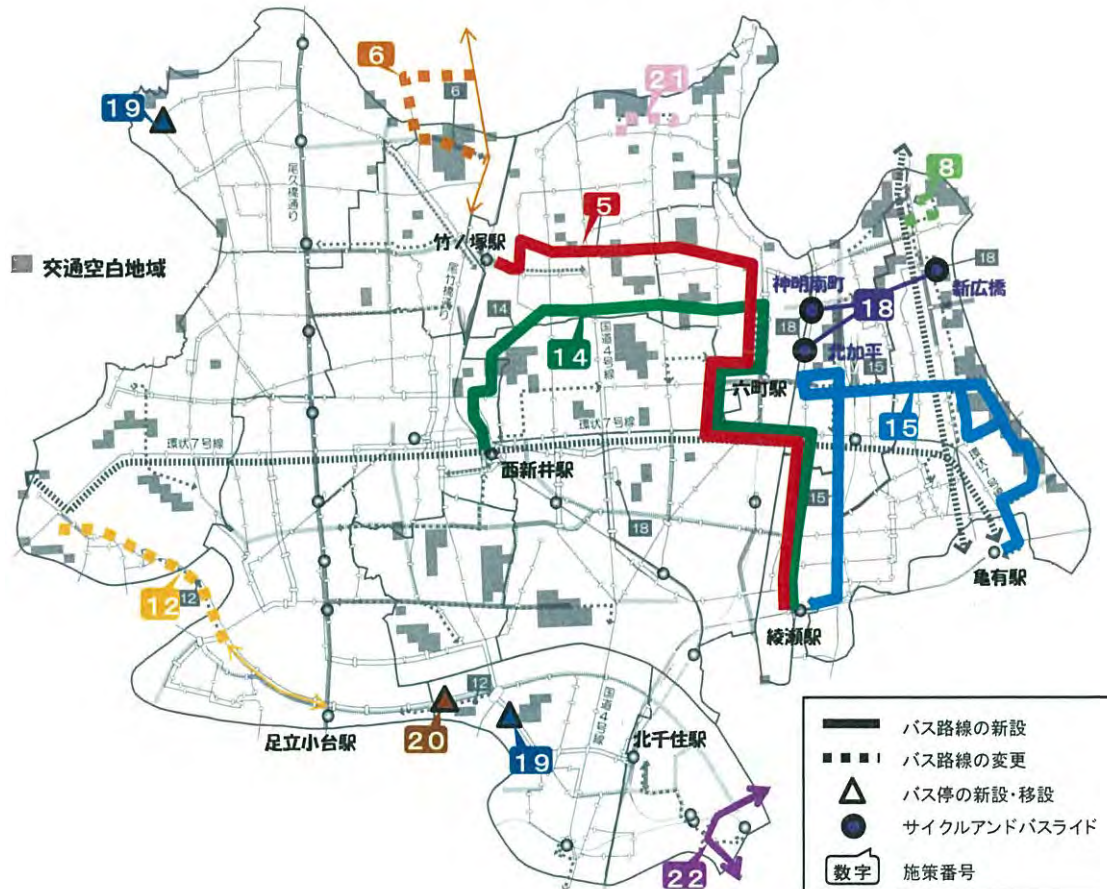 6
6
21
19
8
尾久橋通り
5
竹ノ塚駅
交通空白地域
尾竹橋通り
神明南町
18
新広橋
18
14
18
国道4号線
北加平
14
15
六町駅
15
環状7号線
西新井駅
15
18
亀有駅
12
12
綾瀬駅
12
国道4号線
足立小台駅
20
19
北千住駅
22
バス路線の新設
バス路線の変更
バス停の新設・移設
サイクルアンドバスライド
数字
施策番号